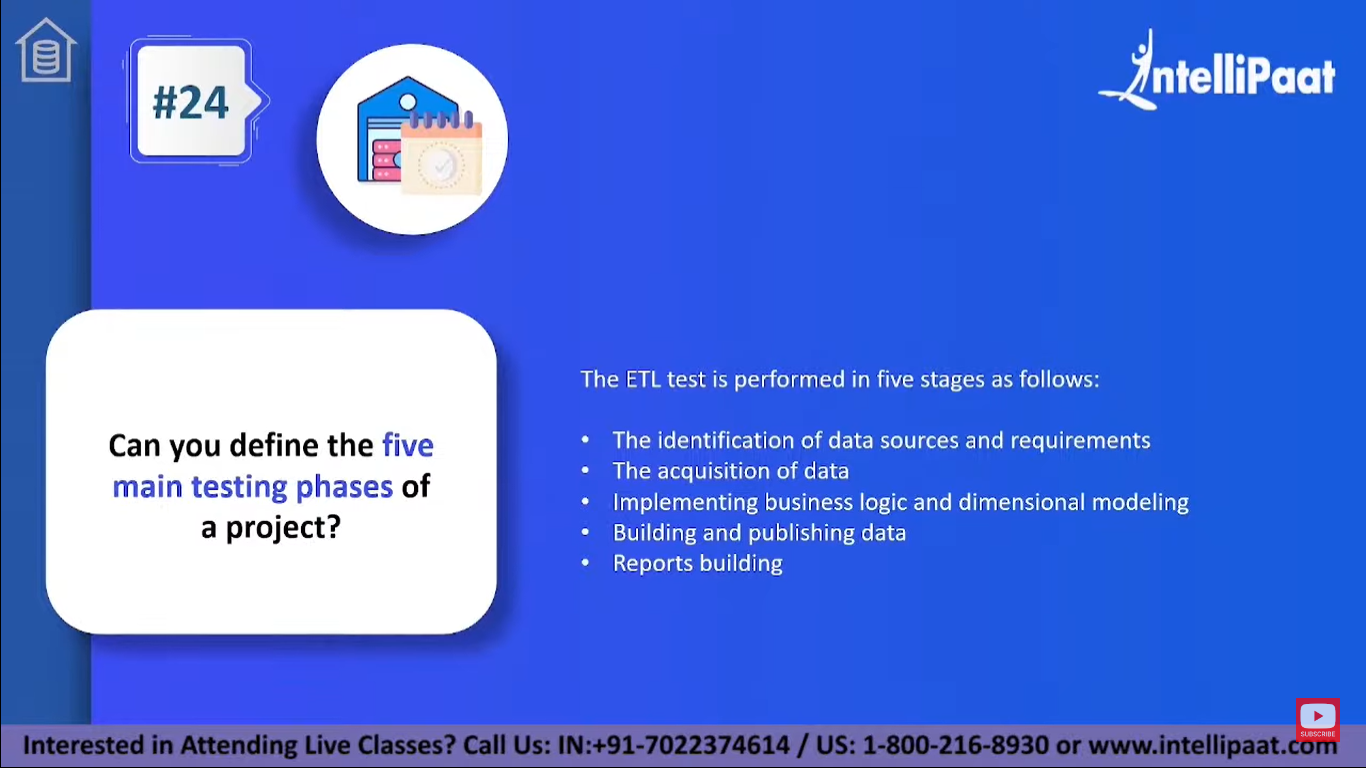 #24
IntelliPaat
Can you define the five
main testing phases of
a project?
The ETL test is performed in five stages as follows:
• The identification of data sources and requirements
• The acquisition of data
• Implementing business logic and dimensional modeling
• Building and publishing data
• Reports building
SUBSCRIBE
Interested in Attending Live Classes? Call Us: IN:+91-7022374614 / US: 1-800-216-8930 or www.intellipaat.com